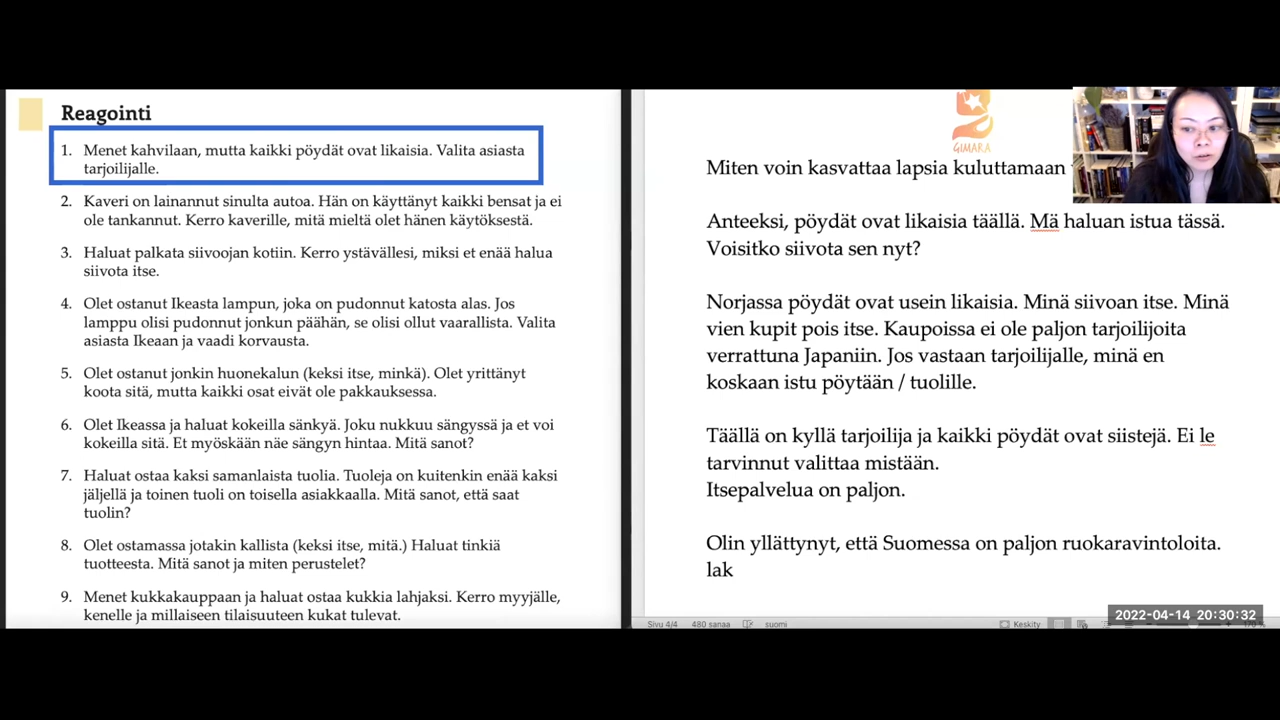 Reagointi
1. Menet kahvilaan, mutta kaikki pöydät ovat likaisia. Valita asiasta
tarjoilijalle.
2. Kaveri on lainannut sinulta autoa. Hän on käyttänyt kaikki bensat ja ei
ole tankannut. Kerro kaverille, mitä mieltä olet hänen käytöksestä.
3. Haluat palkata siivoojan kotiin. Kerro ystävällesi, miksi et enää halua
siivota itse.
4. Olet ostanut Ikeasta lampun, joka on pudonnut katosta alas. Jos
lamppu olisi pudonnut jonkun päähän, se olisi ollut vaarallista. Valita
asiasta Ikeaan ja vaadi korvausta.
5. Olet ostanut jonkin huonekalun (keksi itse, minkä). Olet yrittänyt
koota sitä, mutta kaikki osat eivät ole pakkauksessa.
6. Olet Ikeassa ja haluat kokeilla sänkyä. Joku nukkuu sängyssä ja et voi
kokeilla sitä. Et myöskään näe sängyn hintaa. Mitä sanot?
7. Haluat ostaa kaksi samanlaista tuolia. Tuoleja on kuitenkin enää kaksi
jäljellä ja toinen tuoli on toisella asiakkaalla. Mitä sanot, että saat
tuolin?
8. Olet ostamassa jotakin kallista (keksi itse, mitä.) Haluat tinkiä
tuotteesta. Mitä sanot ja miten perustelet?
9. Menet kukkakauppaan ja haluat ostaa kukkia lahjaksi. Kerro myyjälle,
kenelle ja millaiseen tilaisuuteen kukat tulevat.
GIMARA
Miten voin kasvattaa lapsia kuluttamaan
Anteeksi, pöydät ovat likaisia täällä. Mä haluan istua tässä.
Voisitko siivota sen nyt?
Norjassa pöydät ovat usein likaisia. Minä siivoan itse. Minä
vien kupit pois itse. Kaupoissa ei ole paljon tarjoilijoita
verrattuna Japaniin. Jos vastaan tarjoilijalle, minä en
koskaan istu pöytään / tuolille.
Täällä on kyllä tarjoilija ja kaikki pöydät ovat siistejä. Ei le
tarvinnut valittaa mistään.
Itsepalvelua on paljon.
Olin yllättynyt, että Suomessa on paljon ruokaravintoloita.
lak
2022-04-14 20:30:32
Sivu 4/4 480 sanaa suomi Keskity